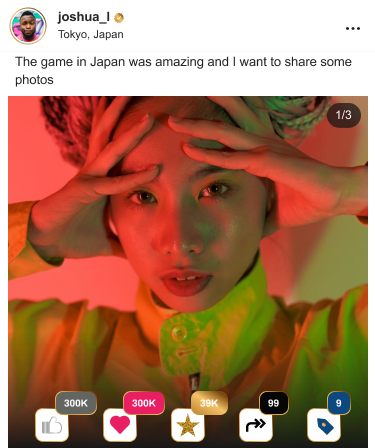 joshua_l
Tokyo, Japan
The game in Japan was amazing and I want to share some
photos
1/3
300K
300K
39K
99
9